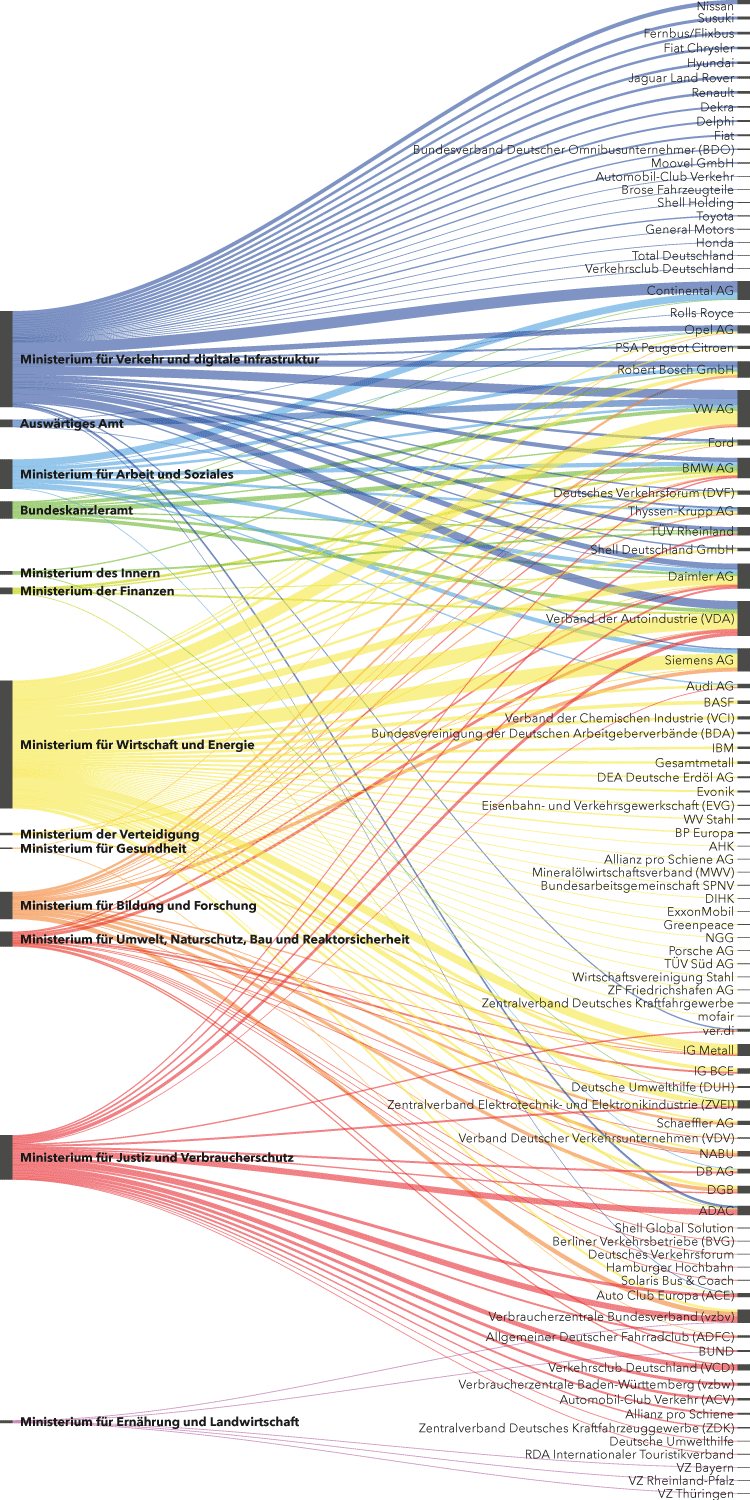 Nissan
Susuki
Fernbus/Flixbus
Fiat Chrysler
Hyundai
Jaguar Land Rover
Renault
Dekra
Delphi
Fiat
Bundesverband Deutscher Omnibusunternehmer (BDO)
Moovel GmbH
Automobil-Club Verkehr
Brose Fahrzeugteile
Shell Holding
Toyota
General Motors
Honda
Total Deutschland
Verkehrsclub Deutschland
Continental AG
Rolls Royce
Opel AG
PSA Peugeot Citroen
Robert Bosch GmbH
VW AG
Ford
BMW AG
Deutsches Verkehrsforum (DVF)
Thyssen-Krupp AG
TÜV Rheinland
Shell Deutschland GmbH
Daimler AG
Verband der Autoindustrie (VDA)
Siemens AG
Audi AG
BASF
Verband der Chemischen Industrie (VCI)
Bundesvereinigung der Deutschen Arbeitgeberverbände (BDA)
IBM
Gesamtmetall
DEA Deutsche Erdöl AG
Evonik
Eisenbahn- und Verkehrsgewerkschaft (EVG)
WV Stahl
BP Europa
AHK
Allianz pro Schiene AG
Mineralölwirtschaftsverband (MWV)
Bundesarbeitsgemeinschaft SPNV
DIHK
ExxonMobil
Greenpeace
NGG
Porsche AG
TÜV Süd AG
Wirtschaftsvereinigung Stahl
ZF Friedrichshafen AG
Zentralverband Deutsches Kraftfahrgewerbe
mofair
ver.di
IG Metall
IG BCE
Deutsche Umwelthilfe (DUH)
Zentralverband Elektrotechnik- und Elektronikindustrie (ZVEI)
Schaeffler AG
Verband Deutscher Verkehrsunternehmen (VDV)
NABU
DB AG
DGB
ADAC
Shell Global Solution
Berliner Verkehrsbetriebe (BVG)
Deutsches Verkehrsforum
Hamburger Hochbahn
Solaris Bus & Coach
Auto Club Europa (ACE)
Verbraucherzentrale Bundesverband (vzbv)
Allgemeiner Deutscher Fahrradclub (ADFC)
BUND
Verkehrsclub Deutschland (VCD)
Verbraucherzentrale Baden-Württemberg (vzbw)
Automobil-Club Verkehr (ACV)
Allianz pro Schiene
Zentralverband Deutsches Kraftfahrzeuggewerbe (ZDK)
Deutsche Umwelthilfe
RDA Internationaler Touristikverband
VZ Bayern
VZ Rheinland-Pfalz
VZ Thüringen
Ministerium für Verkehr und digitale Infrastruktur
Auswärtiges Amt
Ministerium für Arbeit und Soziales
Bundeskanzleramt
Ministerium des Innern
Ministerium der Finanzen
Ministerium für Wirtschaft und Energie
Ministerium der Verteidigung
Ministerium für Gesundheit
Ministerium für Bildung und Forschung
Ministerium für Umwelt, Naturschutz, Bau und Reaktorsicherheit
Ministerium für Justiz und Verbraucherschutz
Ministerium für Ernährung und Landwirtschaft